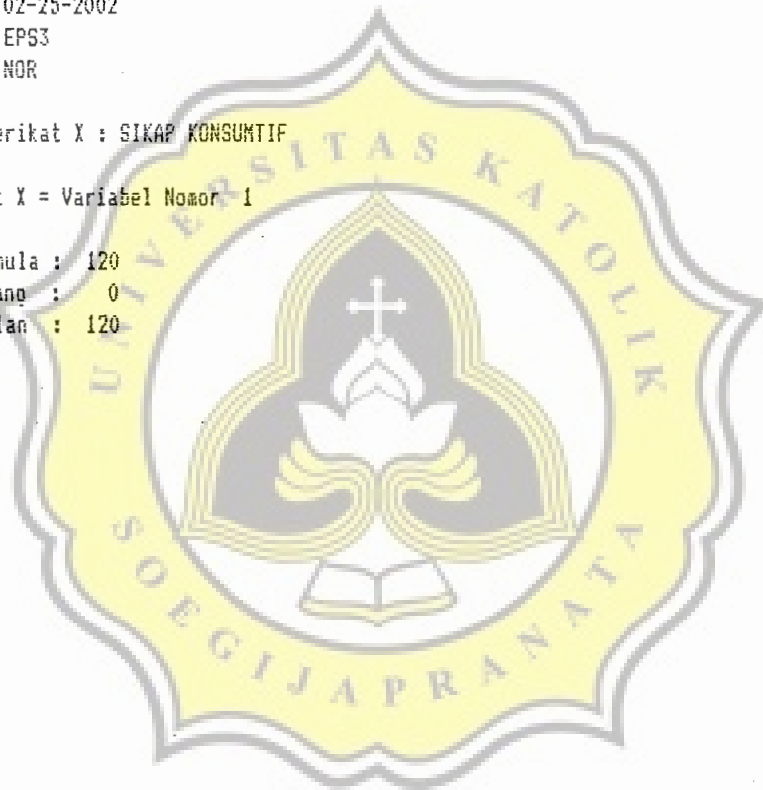 02-25-2002
EPS3
NOR
erikat X : SIKAP KONSUMTIF
X = Variabel Nomor 1
mula : 120
ang : 0
lan : 120
UNIVERSITAS KATOLIK
SOEGIJAPRANATA